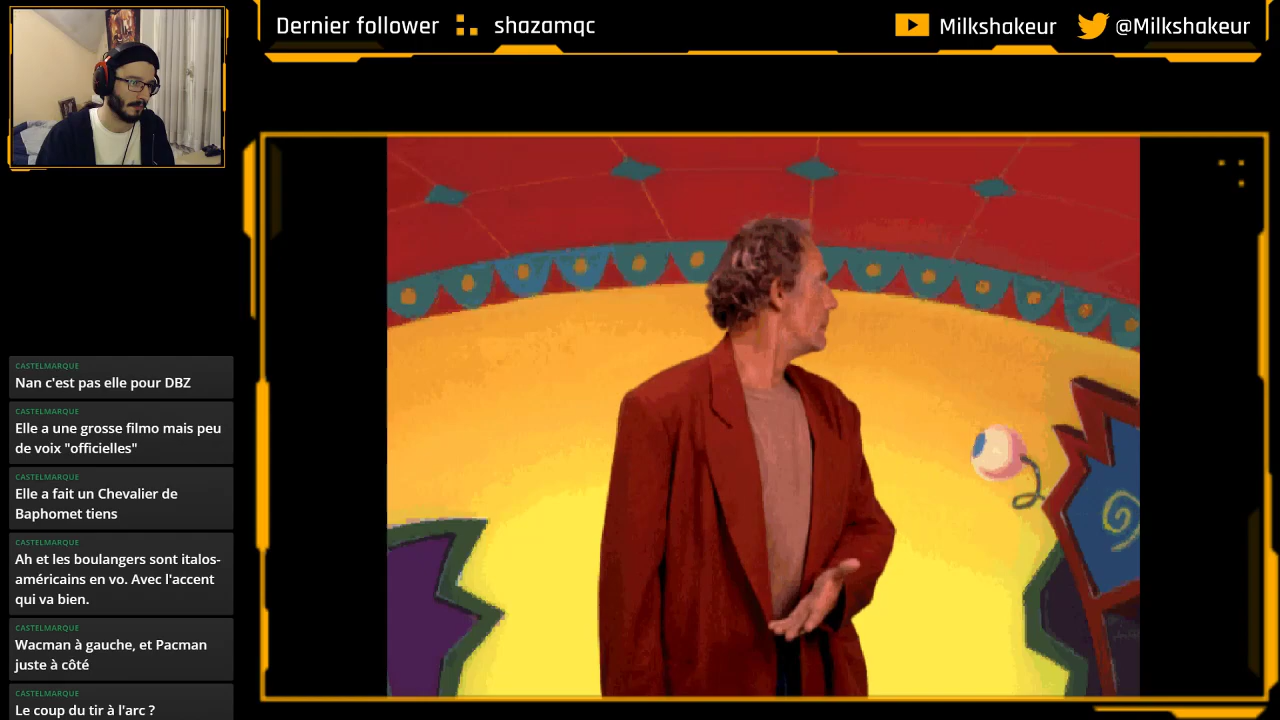 Dernier follower
shazamqc
Milkshakeur
@Milkshakeur
CASTELMARQUE
Nan c'est pas elle pour DBZ
CASTELMARQUE
Elle a une grosse filmo mais peu
de voix "officielles"
CASTELMARQUE
Elle a fait un Chevalier de
Baphomet tiens
CASTELMARQUE
Ah et les boulangers sont italos-
américains en vo. Avec l'accent
qui va bien.
CASTELMARQUE
Wacman à gauche, et Pacman
juste à côté
CASTELMARQUE
Le coup du tir à l'arc ?